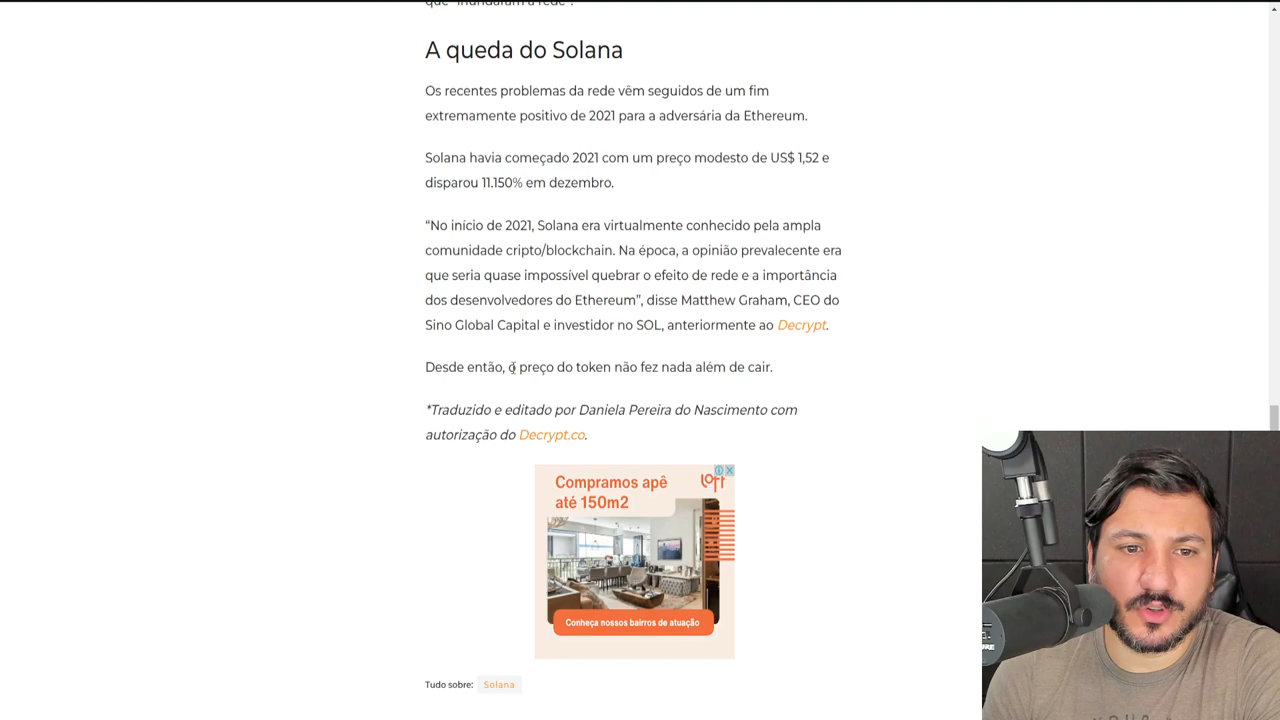 que "inundaram a rede".
A queda do Solana
Os recentes problemas da rede vêm seguidos de um fim
extremamente positivo de 2021 para a adversária da Ethereum.
Solana havia começado 2021 com um preço modesto de US$ 1,52 e
disparou 11.150% em dezembro.
“No início de 2021, Solana era virtualmente conhecido pela ampla
comunidade cripto/blockchain. Na época, a opinião prevalecente era
que seria quase impossível quebrar o efeito de rede e a importância
dos desenvolvedores do Ethereum”, disse Matthew Graham, CEO do
Sino Global Capital e investidor no SOL, anteriormente ao Decrypt.
Desde então, o preço do token não fez nada além de cair.
*Traduzido e editado por Daniela Pereira do Nascimento com
autorização do Decrypt.co.
Compramos apê
até 150m2
loft
Conheça nossos bairros de atuação
Tudo sobre: Solana